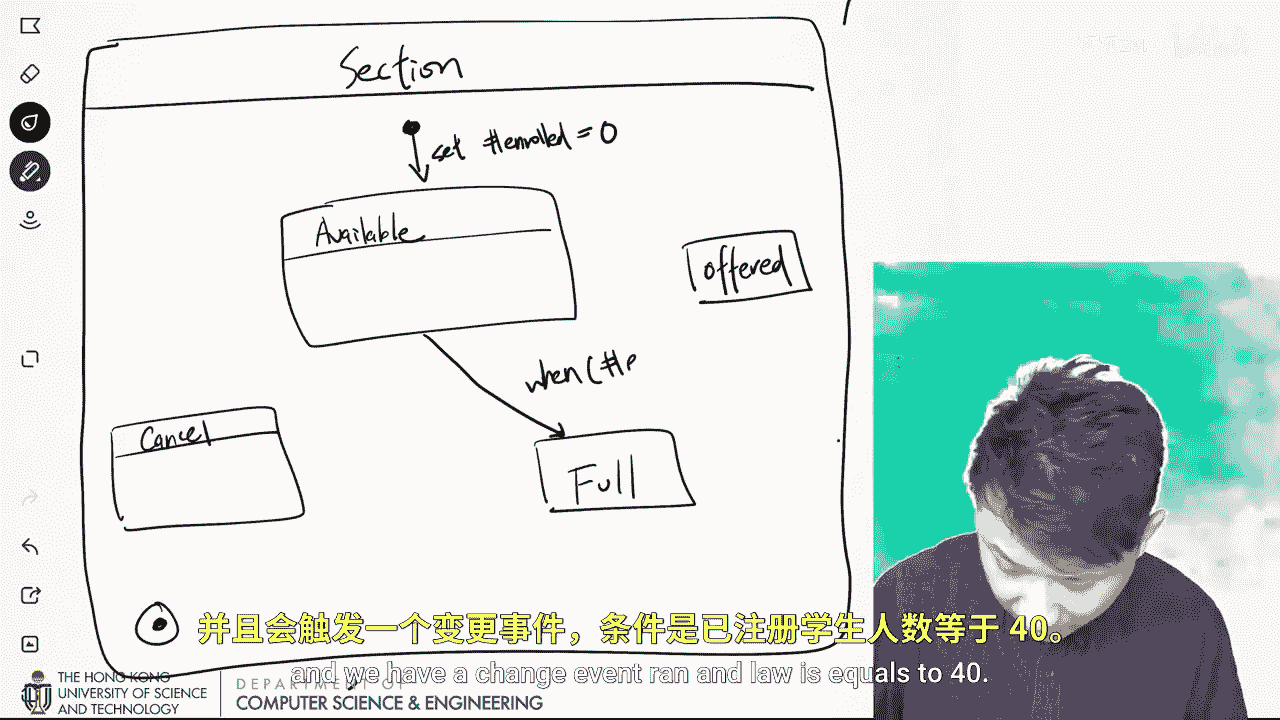 Section
set #enrolled = 0
Available
offered
when (#e
Cancel
Full
并且会触发一个变更事件，条件是已注册学生人数等于 40。
and we have a change event ran and law is equals to 40.
THE HONG KONG
UNIVERSITY OF SCIENCE
AND TECHNOLOGY
DEPARTMENT OF
COMPUTER SCIENCE & ENGINEERING